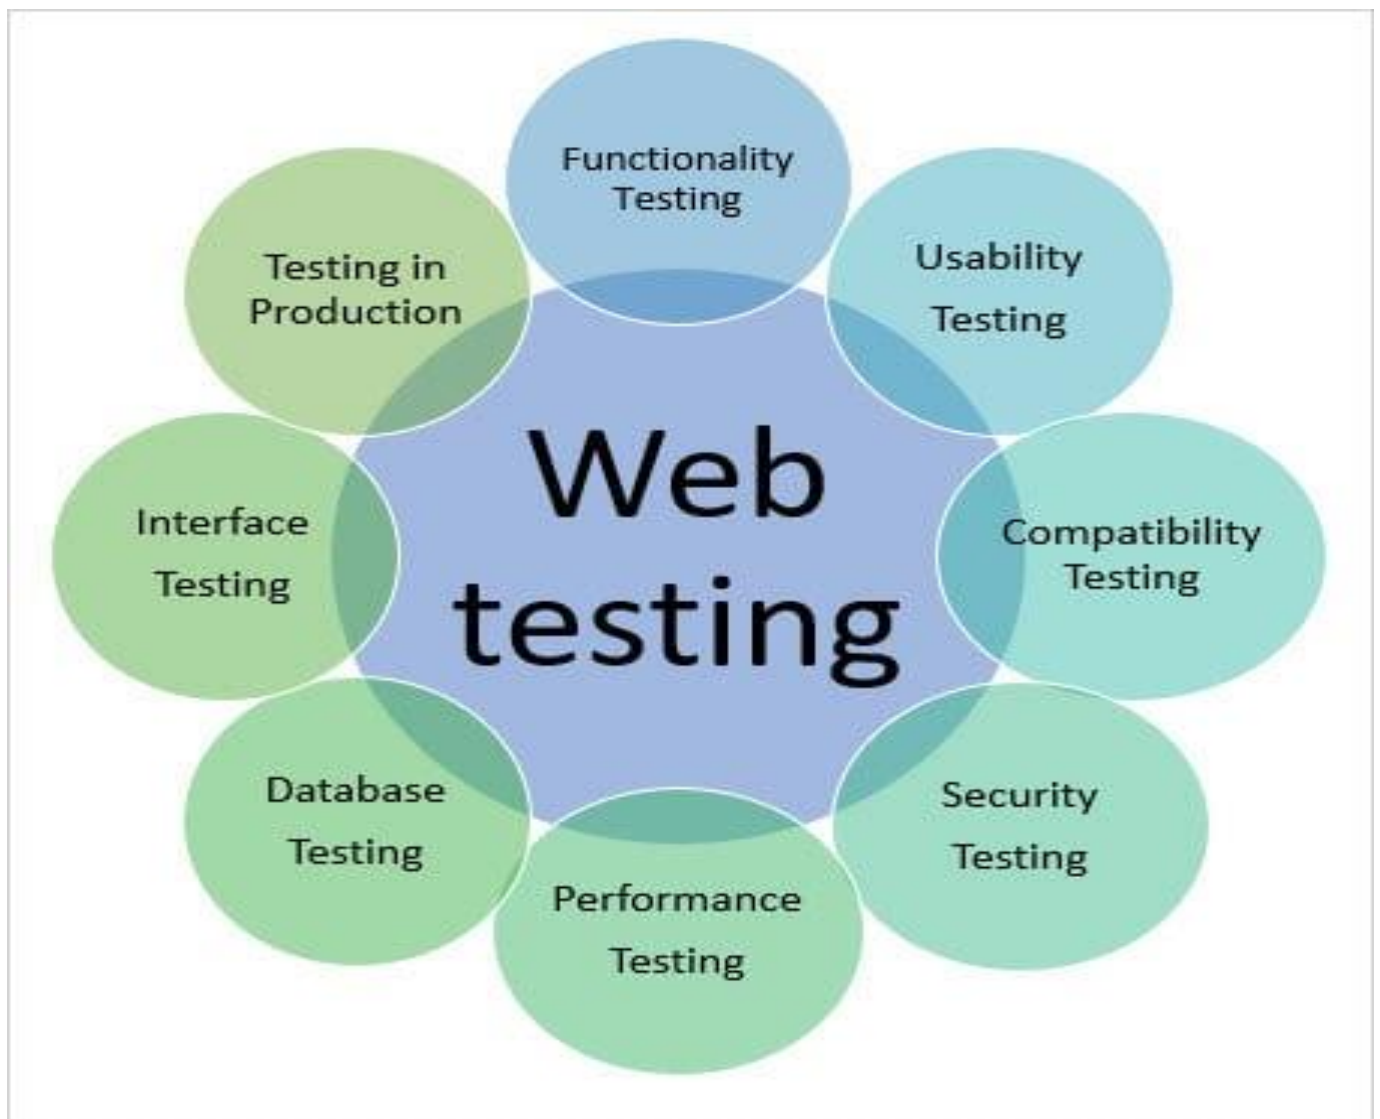 Functionality
Testing
Usability
Testing
Compatibility
Testing
Security
Testing
Performance
Testing
Database
Testing
Interface
Testing
Testing in
Production
Web
testing